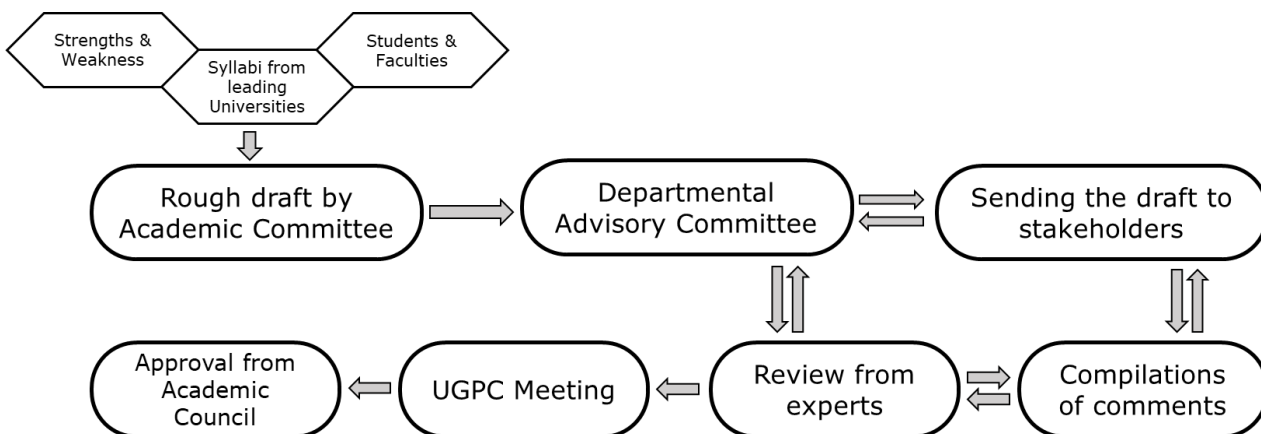 Strengths &
Weakness
Syllabi from
leading
Universities
Students &
Faculties
Rough draft by
Academic Committee
Departmental
Advisory Committee
Sending the draft to
stakeholders
Approval from
Academic
Council
UGPC Meeting
Review from
experts
Compilations
of comments